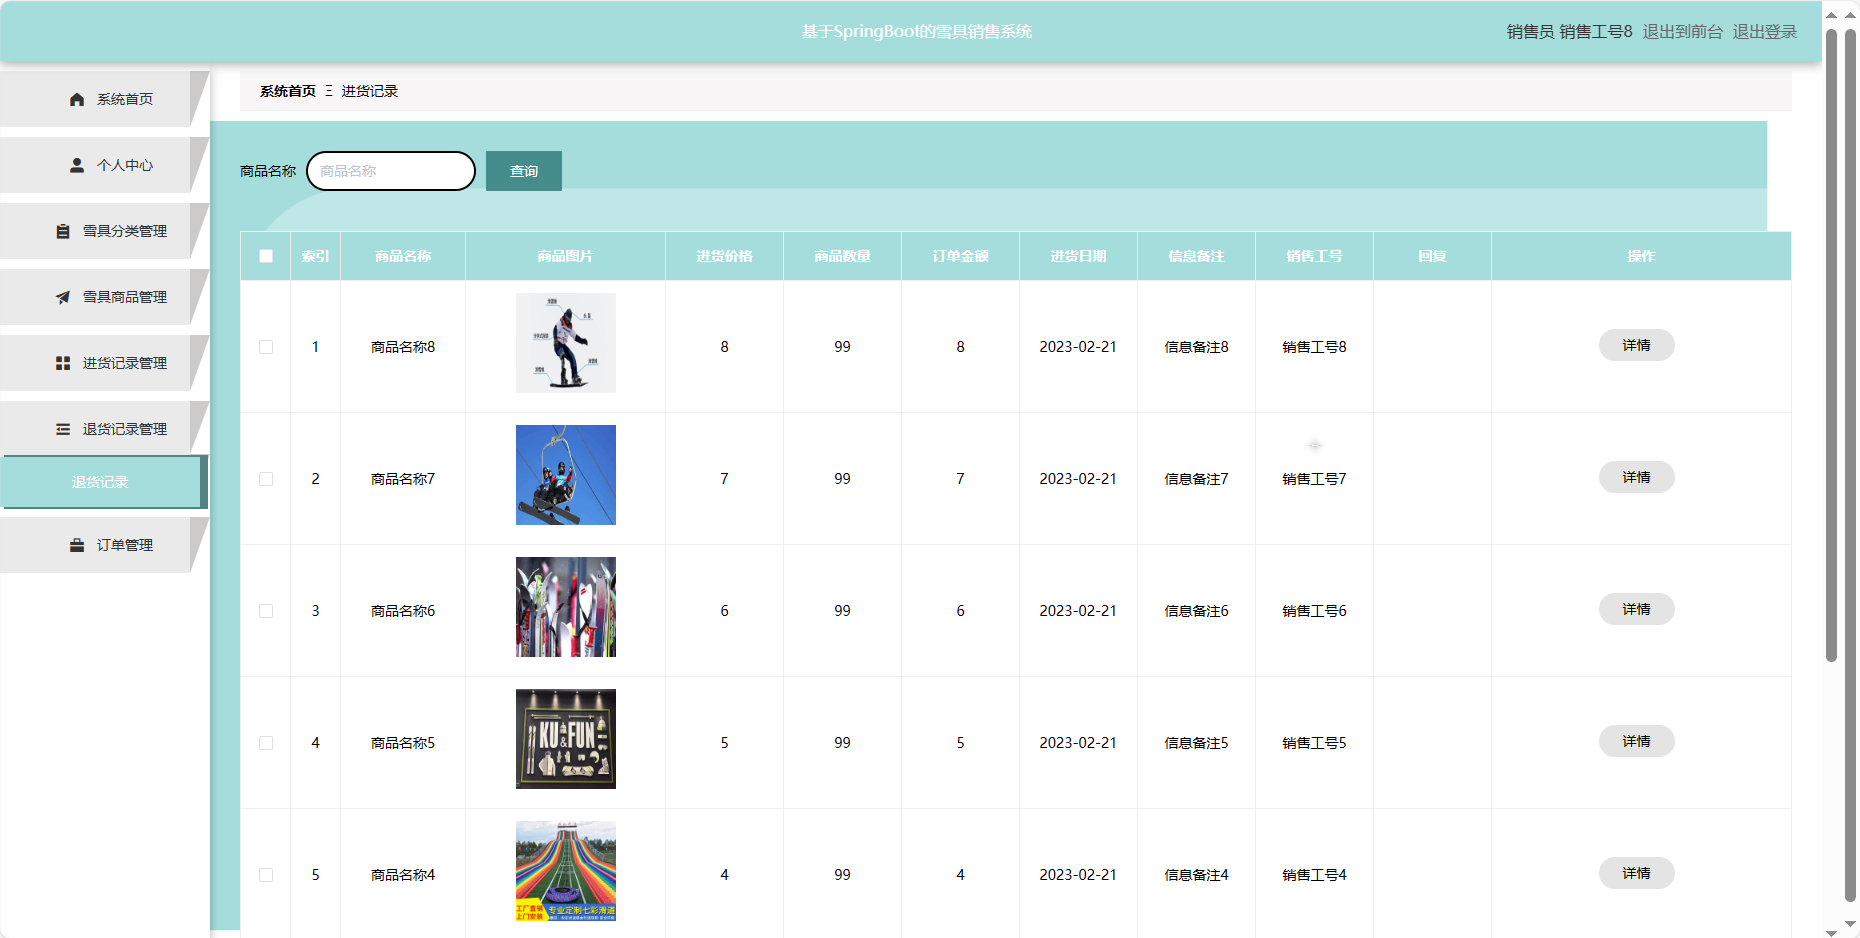 基于SpringBoot的雪具销售系统
销售员 销售工号8 退出到前台 退出登录
系统首页
个人中心
雪具分类管理
雪具商品管理
进货记录管理
退货记录管理
退货记录
订单管理
系统首页 Ξ 进货记录
商品名称 商品名称 查询
索引 商品名称 商品图片 进货价格 商品数量 订单金额 进货日期 信息备注 销售工号 回复 操作
1 商品名称8 8 99 8 2023-02-21 信息备注8 销售工号8 详情
2 商品名称7 7 99 7 2023-02-21 信息备注7 销售工号7 详情
3 商品名称6 6 99 6 2023-02-21 信息备注6 销售工号6 详情
4 商品名称5 5 99 5 2023-02-21 信息备注5 销售工号5 详情
KU&FUN
5 商品名称4 4 99 4 2023-02-21 信息备注4 销售工号4 详情
工厂直销
上门安装
专业定制七彩滑道